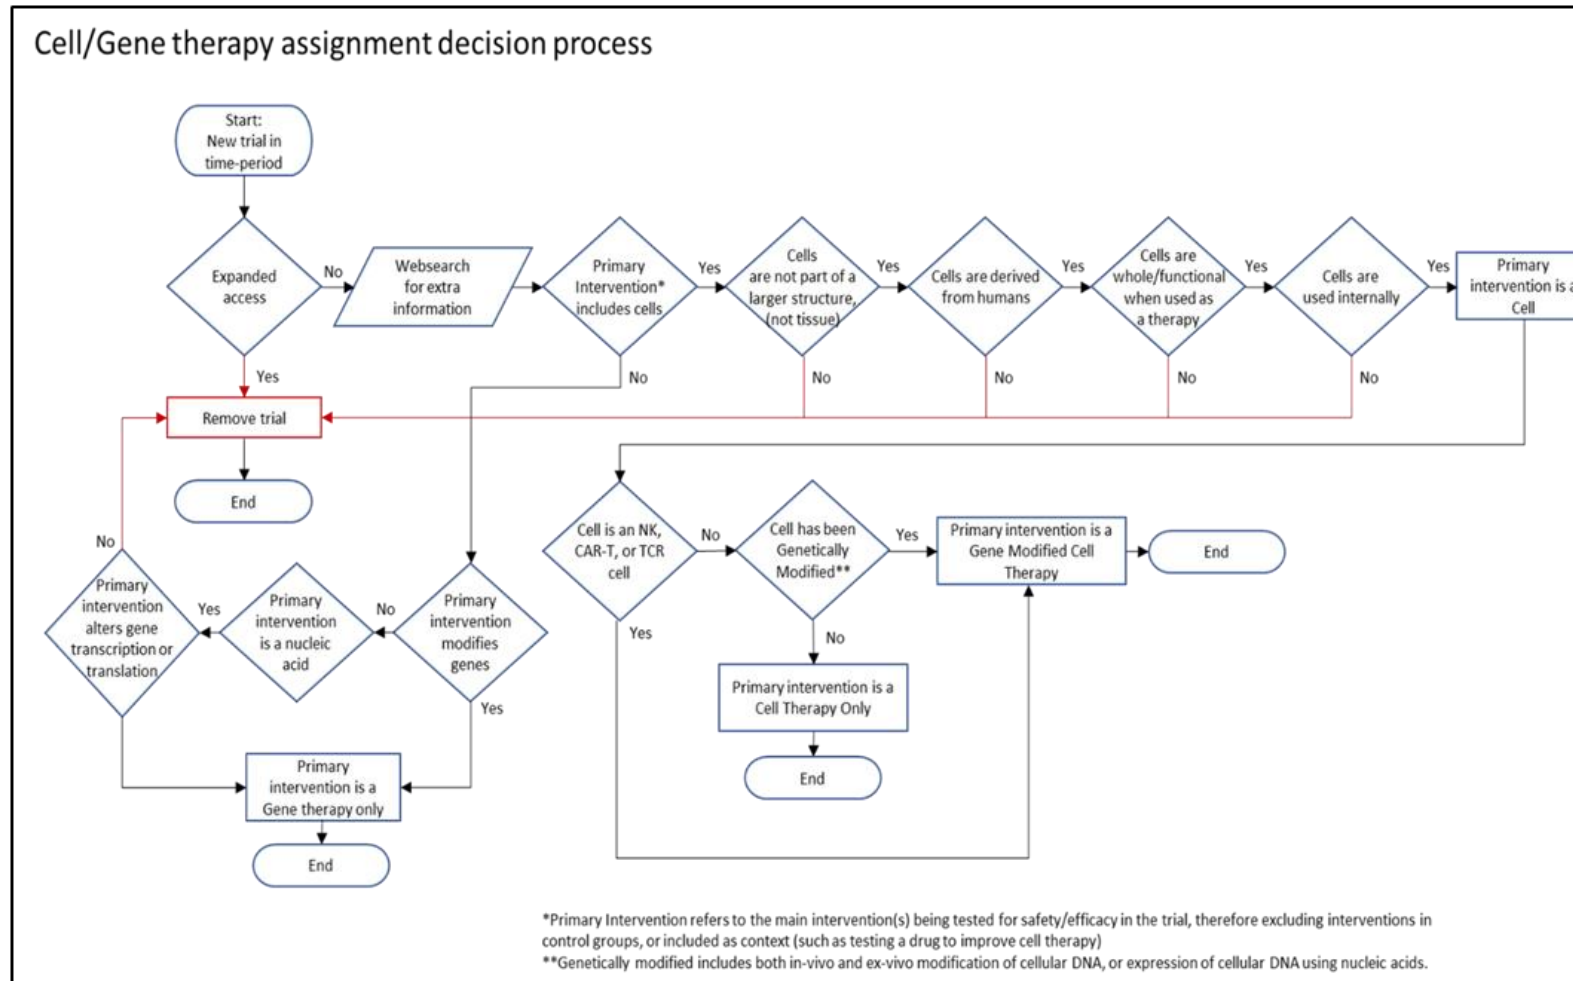 Cell/Gene therapy assignment decision process
Start:
New trial in
time-period
Expanded
access
No
Websearch
for extra
information
Primary
Intervention*
includes cells
Yes
Cells
are not part of a
larger structure,
(not tissue)
Yes
Cells are derived
from humans
Yes
Cells are
whole/functional
when used as
a therapy
Yes
Cells are
used internally
Yes
Primary
intervention is a
Cell
Yes
No
No
No
No
No
Remove trial
End
Cell is an NK,
CAR-T, or TCR
cell
No
Cell has been
Genetically
Modified**
Yes
Primary intervention is a
Gene Modified Cell
Therapy
End
No
Primary
intervention
alters gene
transcription or
translation
Yes
Primary
intervention
is a nucleic
acid
No
Primary
intervention
modifies
genes
Yes
Yes
No
Primary intervention is a
Cell Therapy Only
End
Primary
intervention is a
Gene therapy only
End
*Primary Intervention refers to the main intervention(s) being tested for safety/efficacy in the trial, therefore excluding interventions in
control groups, or included as context (such as testing a drug to improve cell therapy)
**Genetically modified includes both in-vivo and ex-vivo modification of cellular DNA, or expression of cellular DNA using nucleic acids.